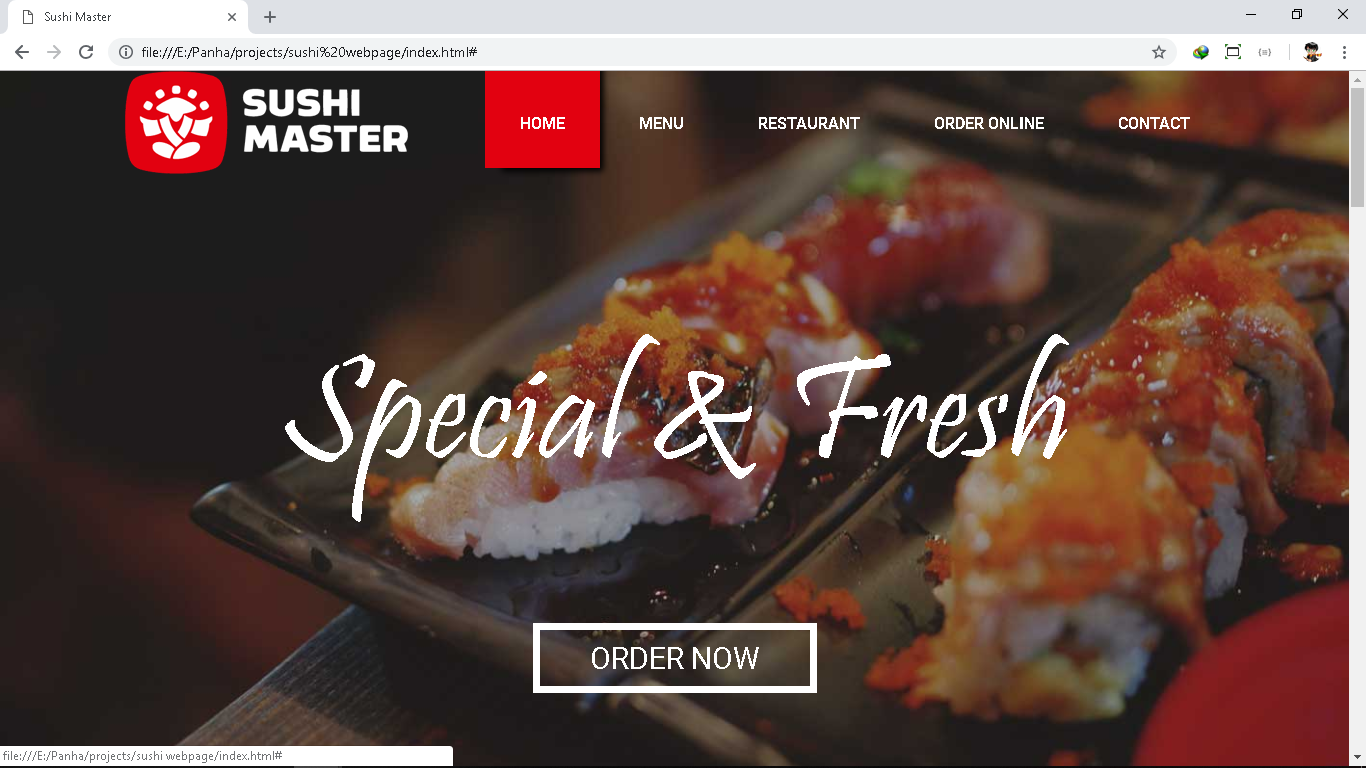 Sushi Master
file:///E:/Panha/projects/sushi%20webpage/index.html#
SUSHI
MASTER
HOME MENU RESTAURANT ORDER ONLINE CONTACT
Special & Fresh
ORDER NOW
file:///E:/Panha/projects/sushi webpage/index.html#